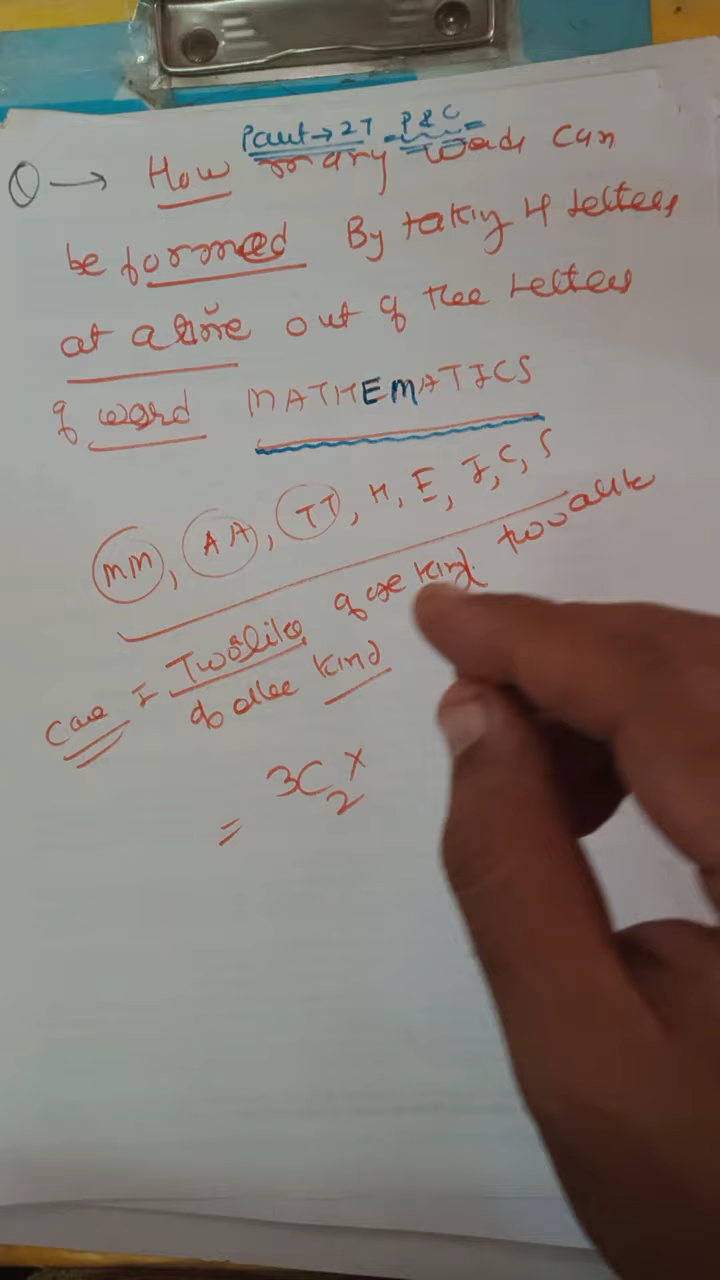 Part → 27 P & C
Q → How many words can
be formed By taking 4 letters
at a time out of the letters
of word MATHEMATICS
MM, AA, TT, H, E, I, C, S
Case I Two alike of one kind, two alike
of other kind
= 3C2 ×